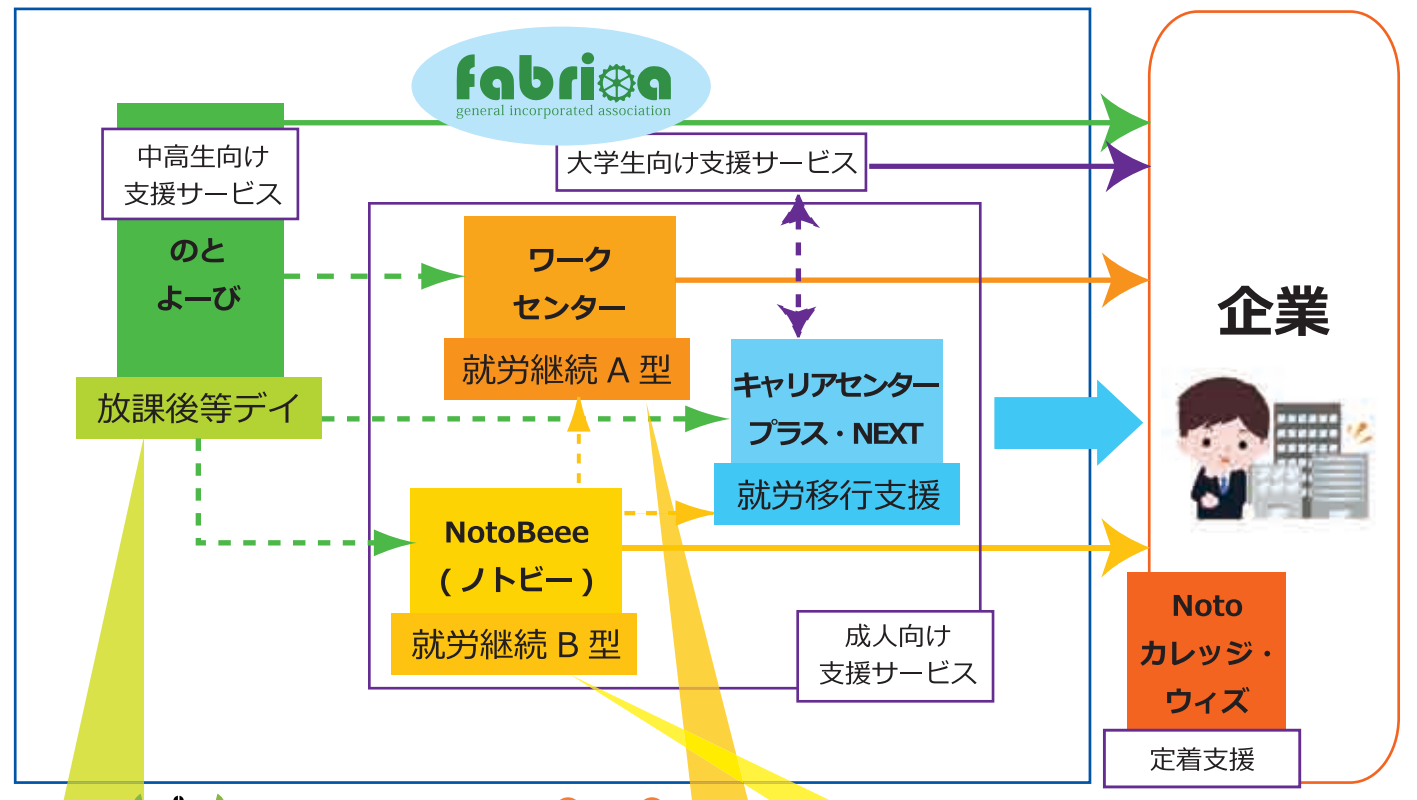 fabrica
general incorporated association
中高生向け
支援サービス
のと
よーび
放課後等デイ
大学生向け支援サービス
ワーク
センター
就労継続 A 型
キャリアセンター
プラス・NEXT
就労移行支援
NotoBeee
( ノトビー )
就労継続 B 型
成人向け
支援サービス
企業
Noto
カレッジ・
ウィズ
定着支援